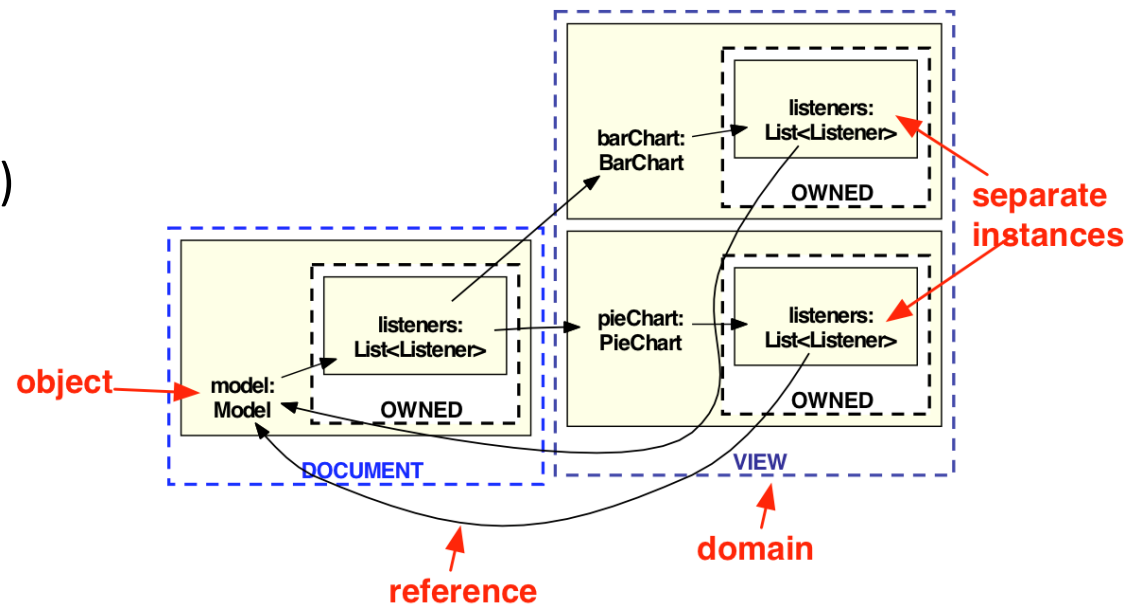 )
listeners:
List<Listener>
barChart:
BarChart
OWNED
separate
instances
listeners:
List<Listener>
pieChart:
PieChart
OWNED
VIEW
listeners:
List<Listener>
model:
Model
OWNED
DOCUMENT
object
domain
reference